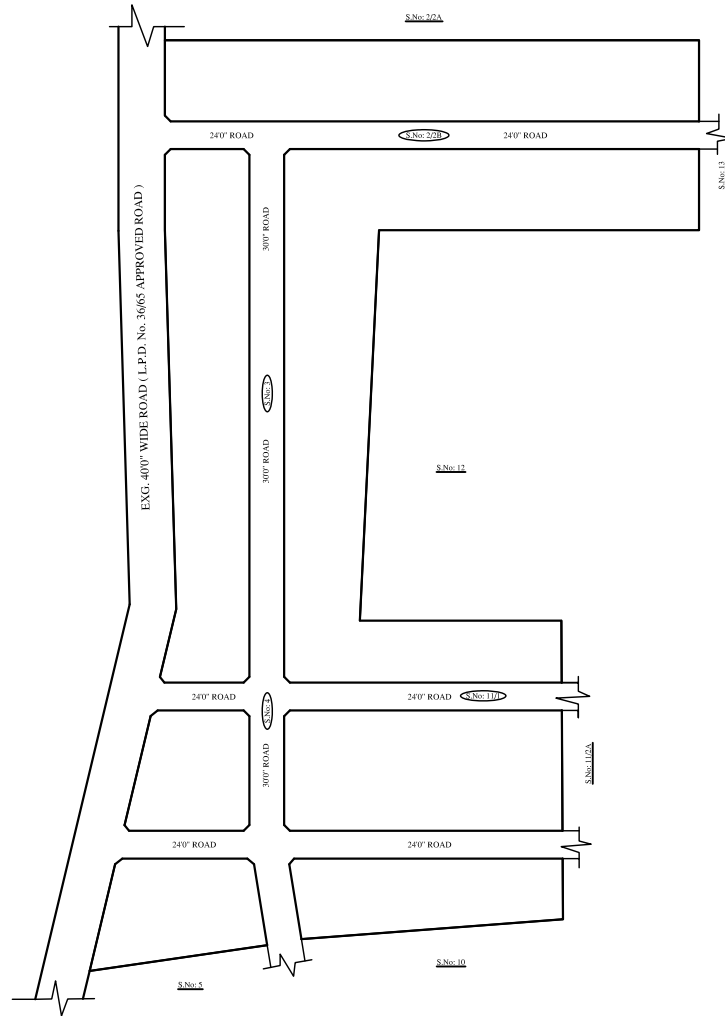 S.No: 2/2A
24'0" ROAD
S.No: 2/2B
24'0" ROAD
S.No: 13
EXG. 40'0" WIDE ROAD ( L.P.D. No. 36/65 APPROVED ROAD )
30'0" ROAD
S.No: 3
30'0" ROAD
S.No: 12
24'0" ROAD
S.No: 4
24'0" ROAD
S.No: 11/1
30'0" ROAD
S.No: 11/2A
24'0" ROAD
24'0" ROAD
S.No: 10
S.No: 5